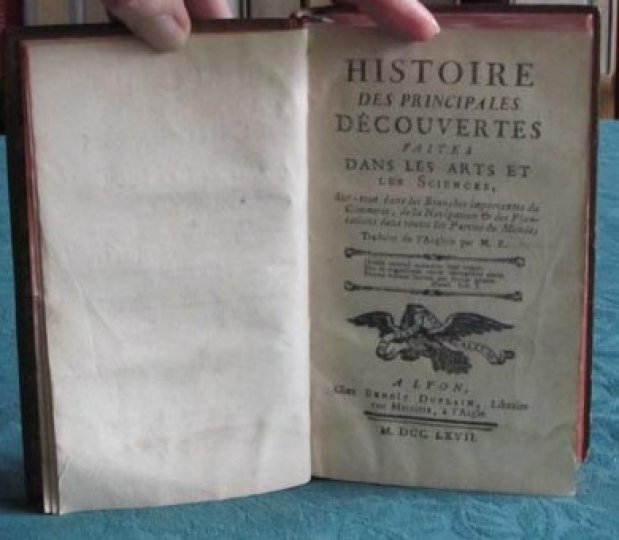 HISTOIRE
DES PRINCIPALES
DÉCOUVERTES
FAITES
DANS LES ARTS ET
LES SCIENCES,
Sur-tout dans les Branches importantes du
Commerce, de la Navigation & des Plan-
tations dans toutes les Parties du Monde,
Traduite de l'Anglois par M. E.
A LYON,
Chez BENOÎT DUPLAIN, Libraire
rue Merciere, à l'Aigle
M. DCC. LXVII.